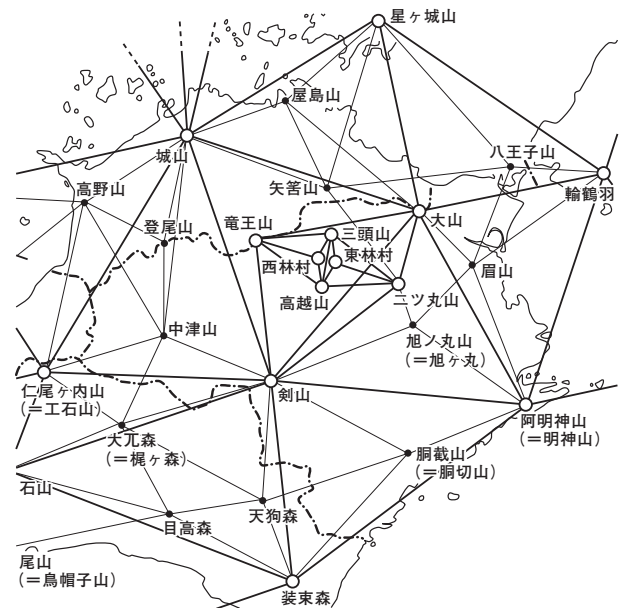 星ヶ城山
屋島山
城山
八王子山
高野山
矢筈山
輪鶴羽
登尾山
竜王山
三頭山
大山
西林村
東林村
眉山
高越山
二ツ丸山
中津山
旭ノ丸山
(＝旭ヶ丸)
仁尾ヶ内山
(＝工石山)
剣山
阿明神山
(＝明神山)
大兀森
(＝梶ヶ森)
胴截山
(＝胴切山)
石山
天狗森
目高森
尾山
(＝烏帽子山)
装束森